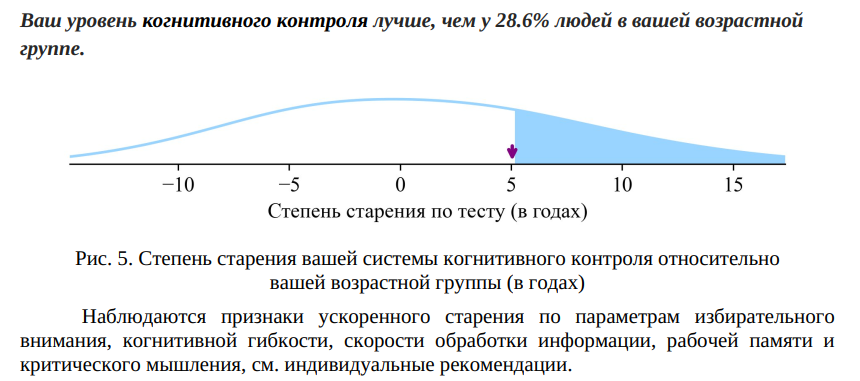 Ваш уровень когнитивного контроля лучше, чем у 28.6% людей в вашей возрастной
группе.
−10 −5 0 5 10 15
Степень старения по тесту (в годах)
Рис. 5. Степень старения вашей системы когнитивного контроля относительно
вашей возрастной группы (в годах)
Наблюдаются признаки ускоренного старения по параметрам избирательного
внимания, когнитивной гибкости, скорости обработки информации, рабочей памяти и
критического мышления, см. индивидуальные рекомендации.